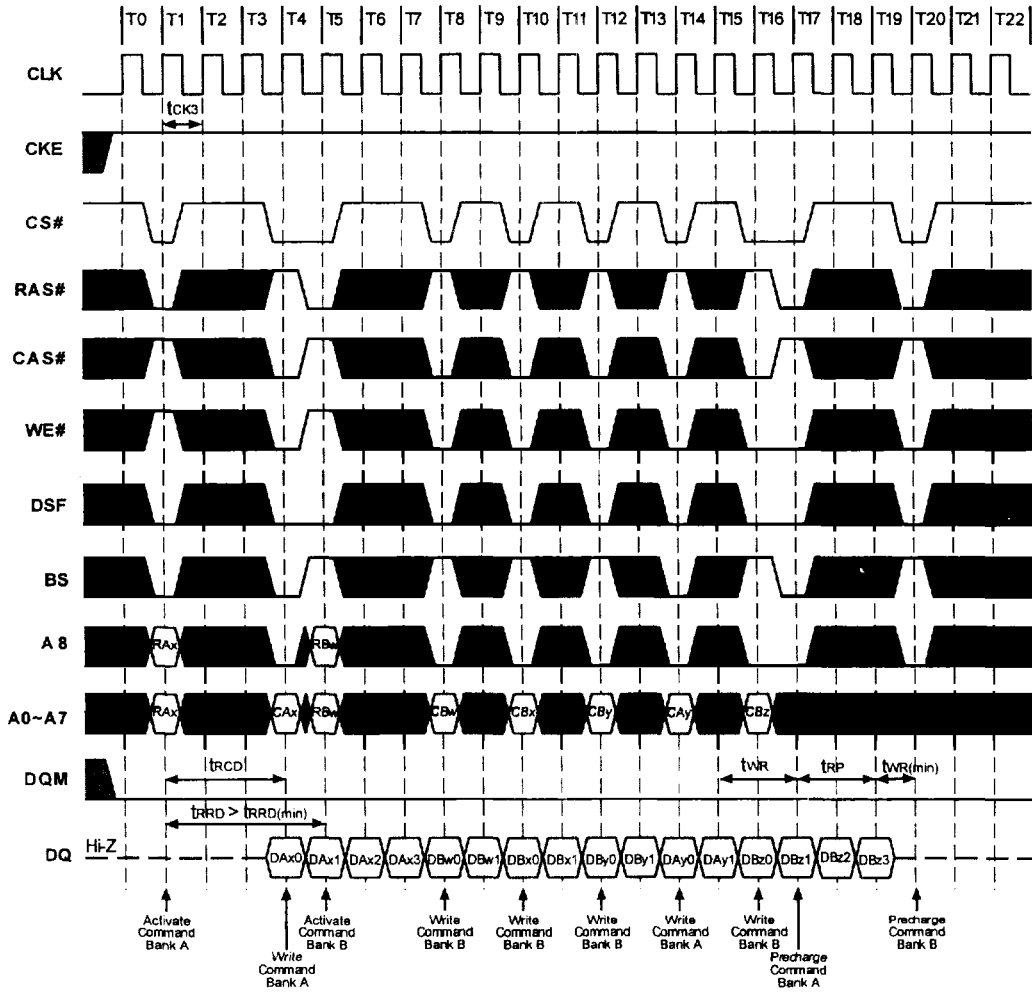 T0 T1 T2 T3 T4 T5 T6 T7 T8 T9 T10 T11 T12 T13 T14 T15 T16 T17 T18 T19 T20 T21 T22
CLK
tCK3
CKE
CS#
RAS#
CAS#
WE#
DSF
BS
A8 RAx RBw
A0~A7 RAx CAx RBw CBw CBx CBy CAy CBz
DQM tRCD tWR tRP tWR(min)
tRRD > tRRD(min)
DQ Hi-Z DAx0 DAx1 DAx2 DAx3 DBw0 DBw1 DBx0 DBx1 DBy0 DBy1 DAy0 DAy1 DBz0 DBz1 DBz2 DBz3
Activate
Command
Bank A
Write
Command
Bank A
Activate
Command
Bank B
Write
Command
Bank B
Write
Command
Bank B
Write
Command
Bank B
Write
Command
Bank A
Write
Command
Bank B
Precharge
Command
Bank A
Precharge
Command
Bank B